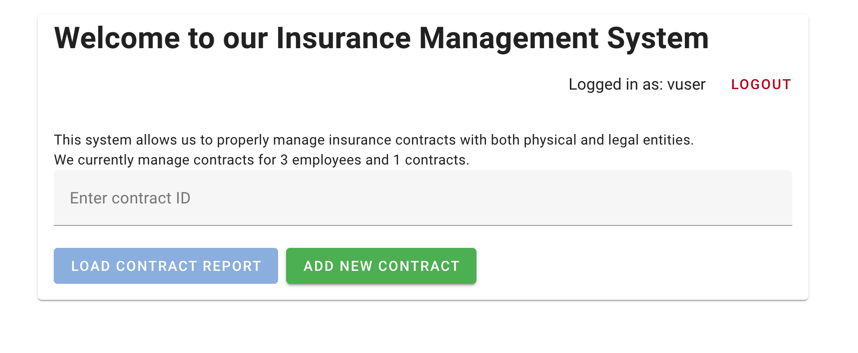 Welcome to our Insurance Management System
Logged in as: vuser LOGOUT
This system allows us to properly manage insurance contracts with both physical and legal entities.
We currently manage contracts for 3 employees and 1 contracts.
Enter contract ID
LOAD CONTRACT REPORT ADD NEW CONTRACT